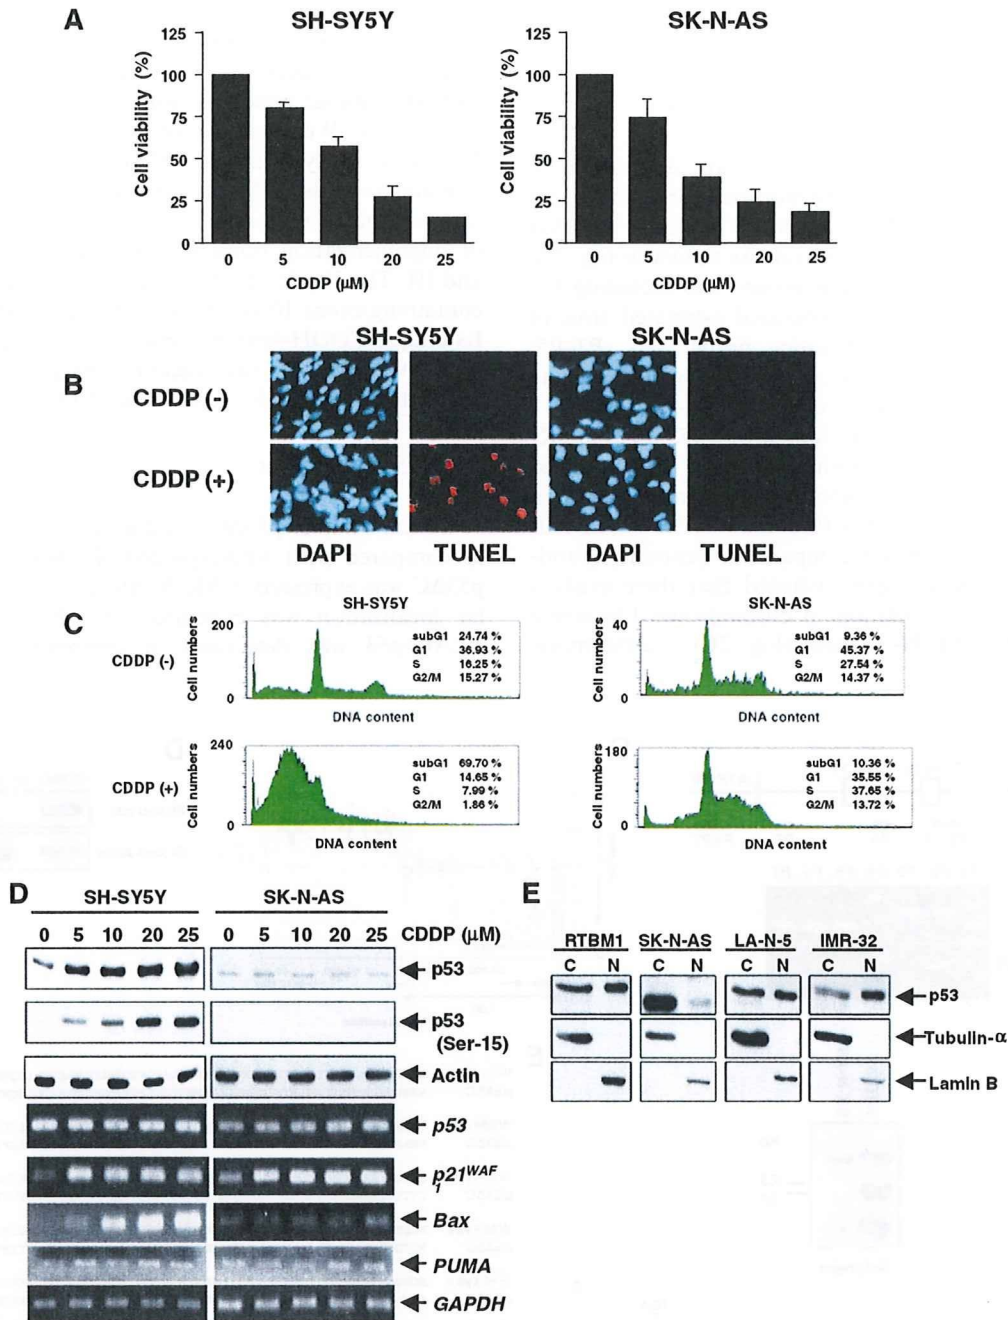 A
SH-SY5Y
SK-N-AS
Cell viability (%)
125
100
75
50
25
0
0 5 10 20 25
CDDP (μM)
Cell viability (%)
125
100
75
50
25
0
0 5 10 20 25
CDDP (μM)
B
SH-SY5Y
SK-N-AS
CDDP (-)
CDDP (+)
DAPI
TUNEL
DAPI
TUNEL
C
SH-SY5Y
SK-N-AS
CDDP (-)
Cell numbers
200
0
subG1 24.74 %
G1 36.93 %
S 16.25 %
G2/M 15.27 %
DNA content
Cell numbers
40
0
subG1 9.36 %
G1 45.37 %
S 27.54 %
G2/M 14.37 %
DNA content
CDDP (+)
Cell numbers
240
0
subG1 69.70 %
G1 14.65 %
S 7.99 %
G2/M 1.86 %
DNA content
Cell numbers
180
0
subG1 10.36 %
G1 35.55 %
S 37.65 %
G2/M 13.72 %
DNA content
D
SH-SY5Y
SK-N-AS
0 5 10 20 25 0 5 10 20 25 CDDP (μM)
p53
p53
(Ser-15)
Actin
p53
p21WAF
1
Bax
PUMA
GAPDH
E
RTBM1 SK-N-AS LA-N-5 IMR-32
C N C N C N C N
p53
Tubulin-α
Lamin B